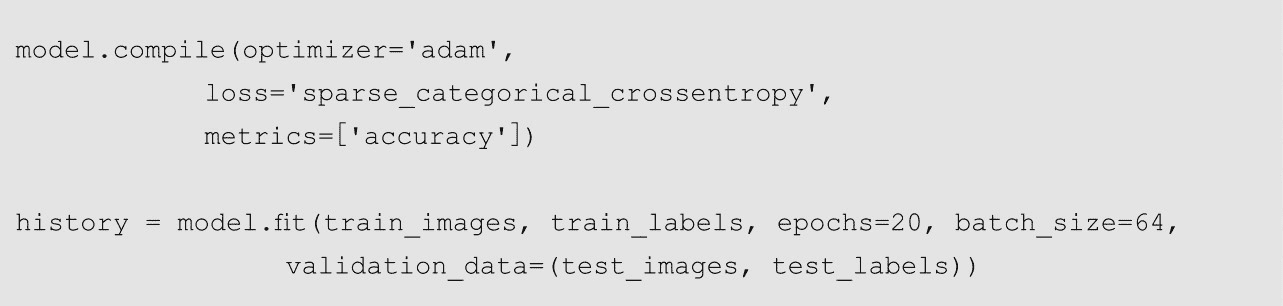 model.compile(optimizer='adam',
loss='sparse_categorical_crossentropy',
metrics=['accuracy'])
history = model.fit(train_images, train_labels, epochs=20, batch_size=64,
validation_data=(test_images, test_labels))